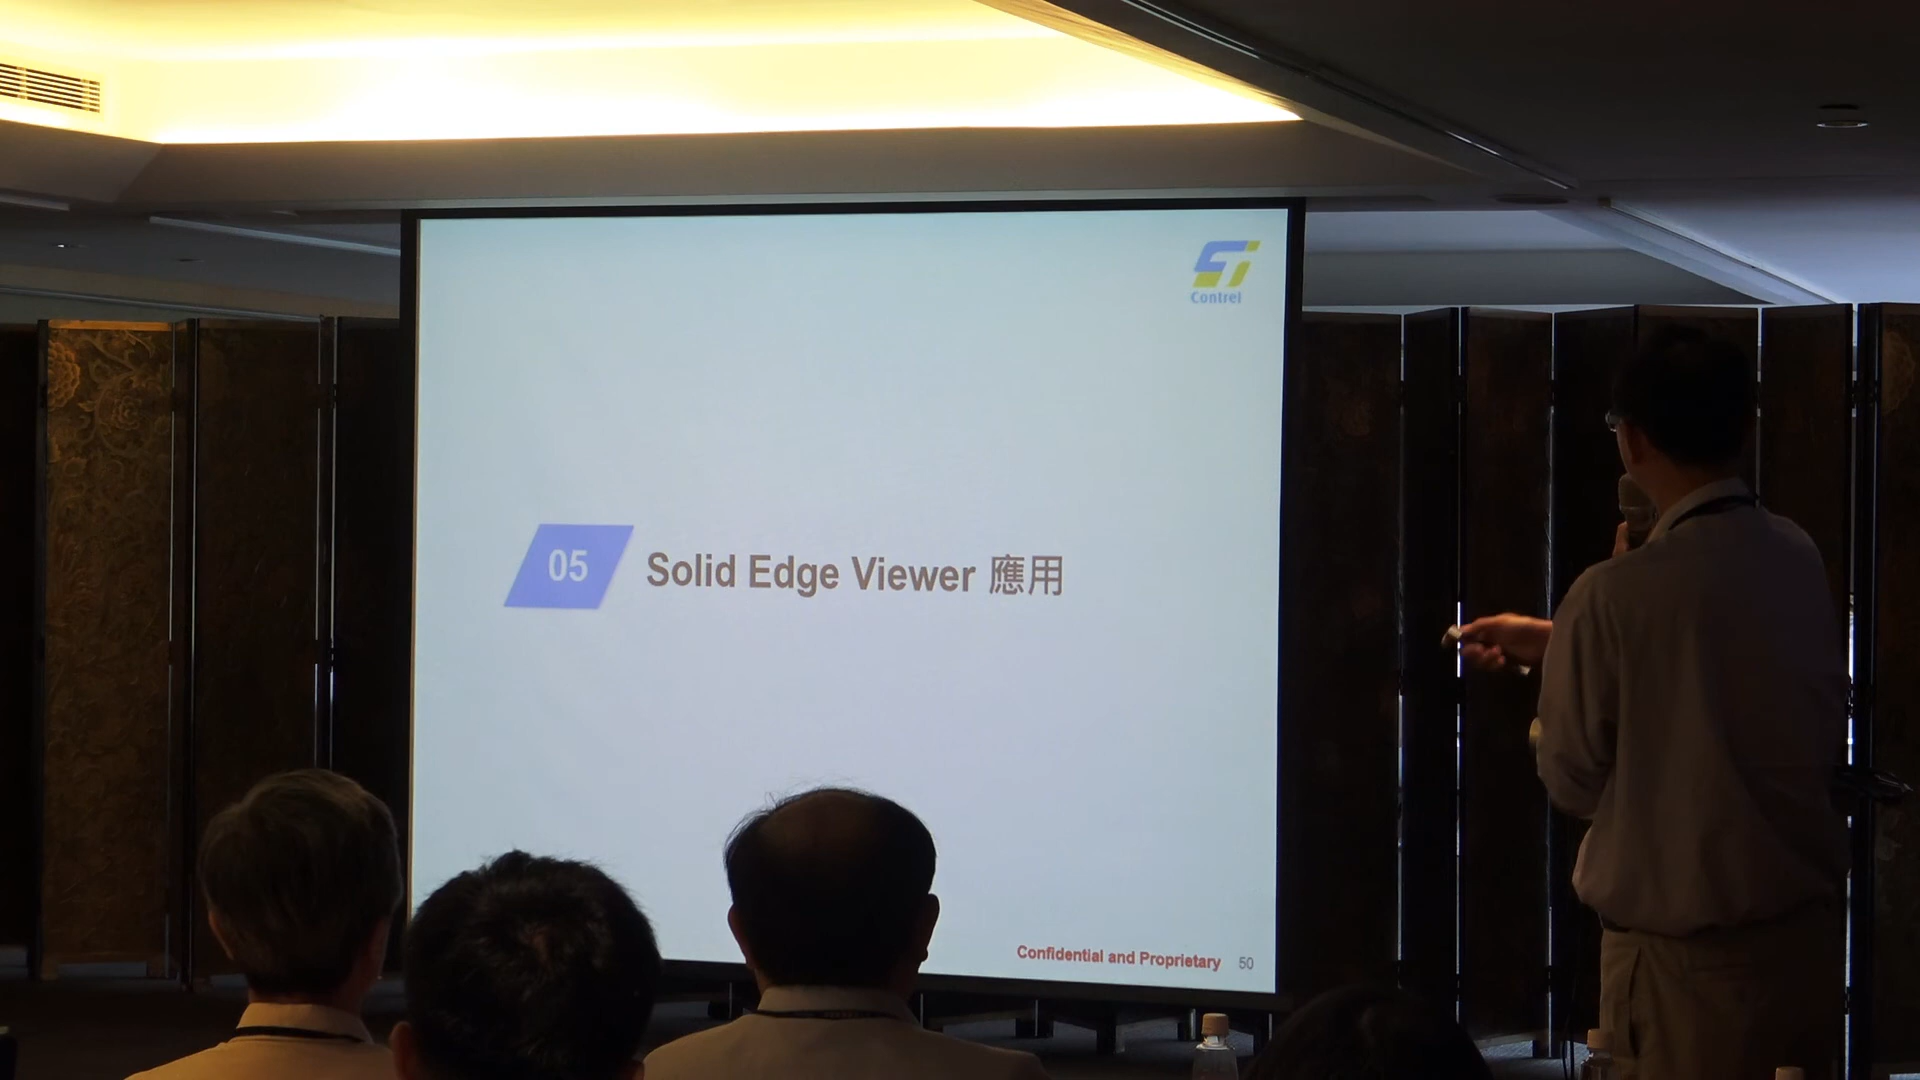 Contrel
05
Solid Edge Viewer 應用
Confidential and Proprietary 50